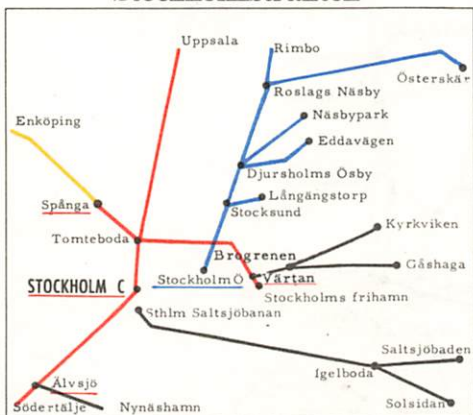 Uppsala
Rimbo
Österskär
Roslags Näsby
Näsbypark
Enköping
Eddavägen
Djursholms Ösby
Långängstorp
Spånga
Stocksund
Kyrkviken
Tomteboda
Brogrenen
Gåshaga
Stockholm Ö
Värtan
STOCKHOLM C
Stockholms frihamn
Sthlm Saltsjöbanan
Saltsjöbaden
Igelboda
Älvsjö
Södertälje
Nynäshamn
Solsidan